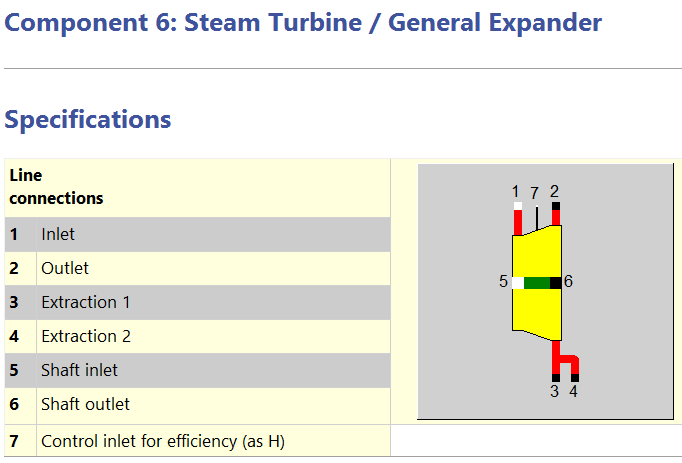 Component 6: Steam Turbine / General Expander
Specifications
Line
connections
1 Inlet
2 Outlet
3 Extraction 1
4 Extraction 2
5 Shaft inlet
6 Shaft outlet
7 Control inlet for efficiency (as H)
1 7 2
5 6
3 4